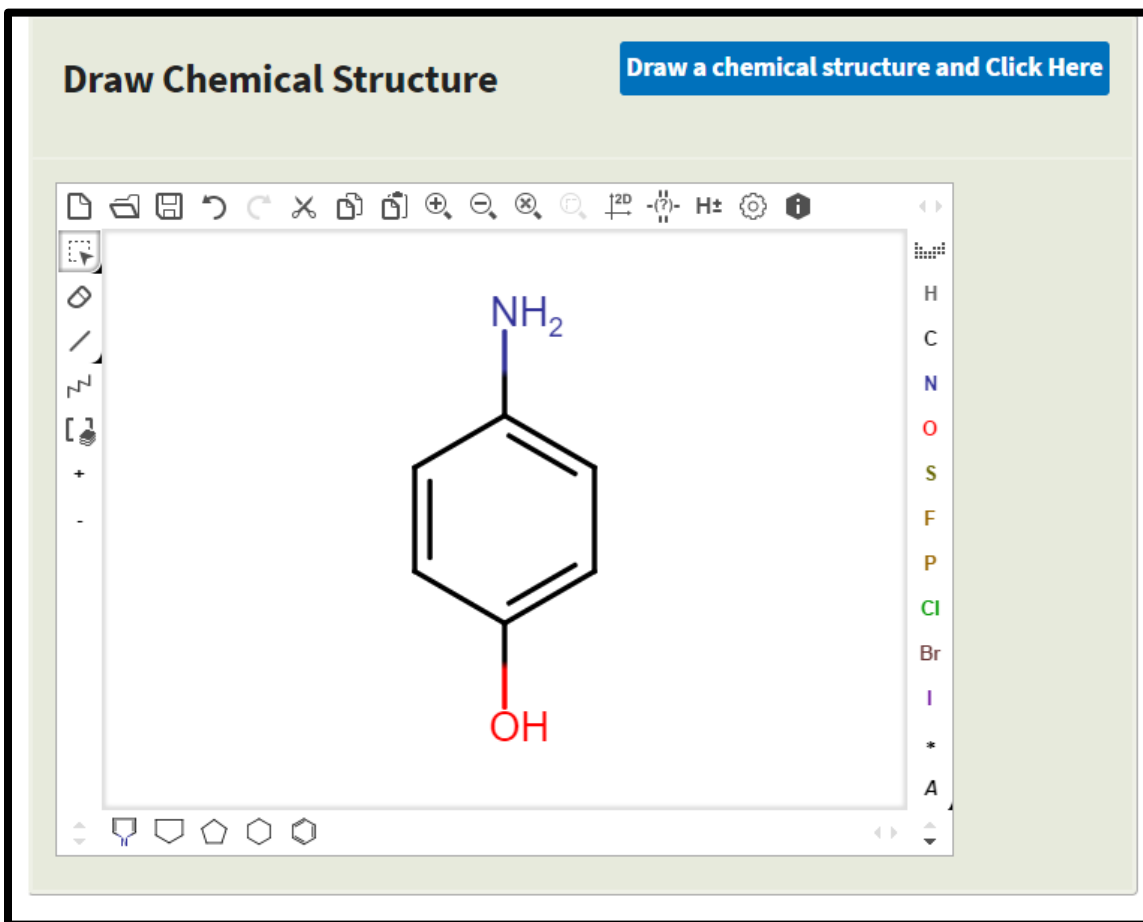 Draw Chemical Structure
Draw a chemical structure and Click Here
2D
-(?)-
H±
i
H
C
N
O
S
F
P
Cl
Br
I
*
A
+
-
NH₂
OH
N